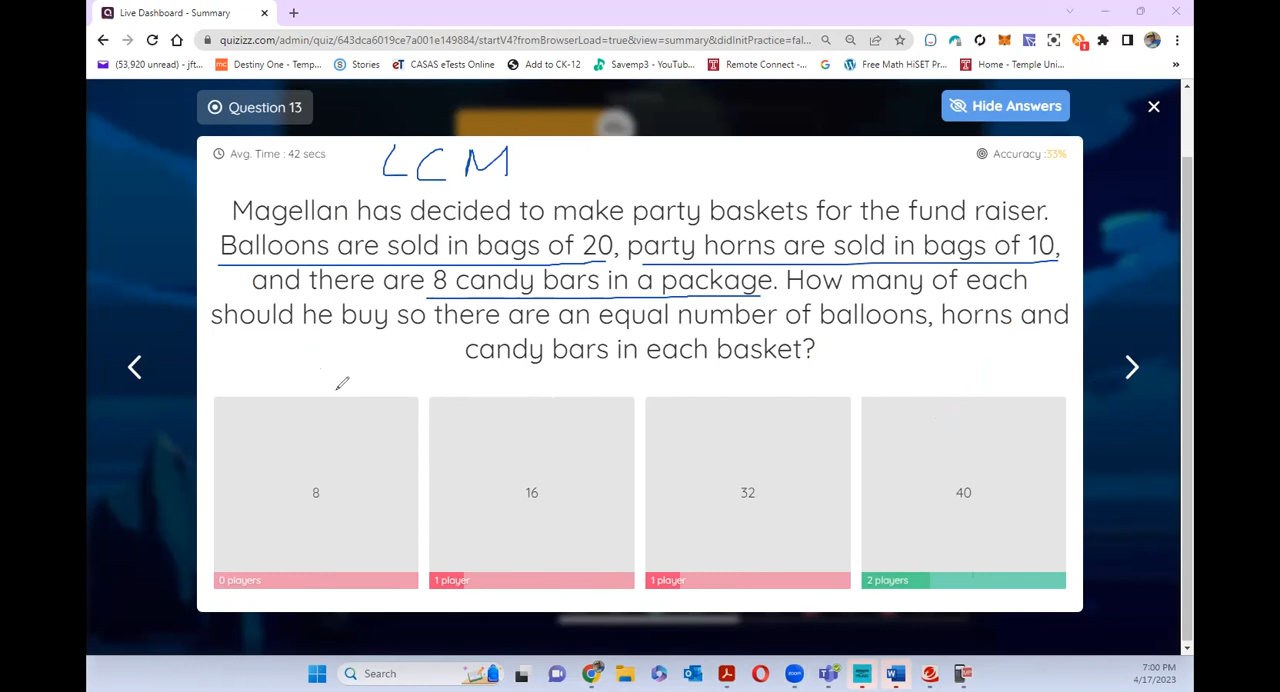 Live Dashboard - Summary
quizizz.com/admin/quiz/643dca6019ce7a001e149884/startV4?fromBrowserLoad=true&view=summary&didInitPractice=fal...
(53,920 unread) - jft... Destiny One - Temp... Stories eT CASAS eTests Online Add to CK-12 Savemp3 - YouTub... Remote Connect -... Free Math HiSET Pr... Home - Temple Uni... »
Question 13
Hide Answers
Avg. Time : 42 secs
LCM
Accuracy :33%
Magellan has decided to make party baskets for the fund raiser.
Balloons are sold in bags of 20, party horns are sold in bags of 10,
and there are 8 candy bars in a package. How many of each
should he buy so there are an equal number of balloons, horns and
candy bars in each basket?
8
16
32
40
0 players
1 player
1 player
2 players
Search
7:00 PM
4/17/2023